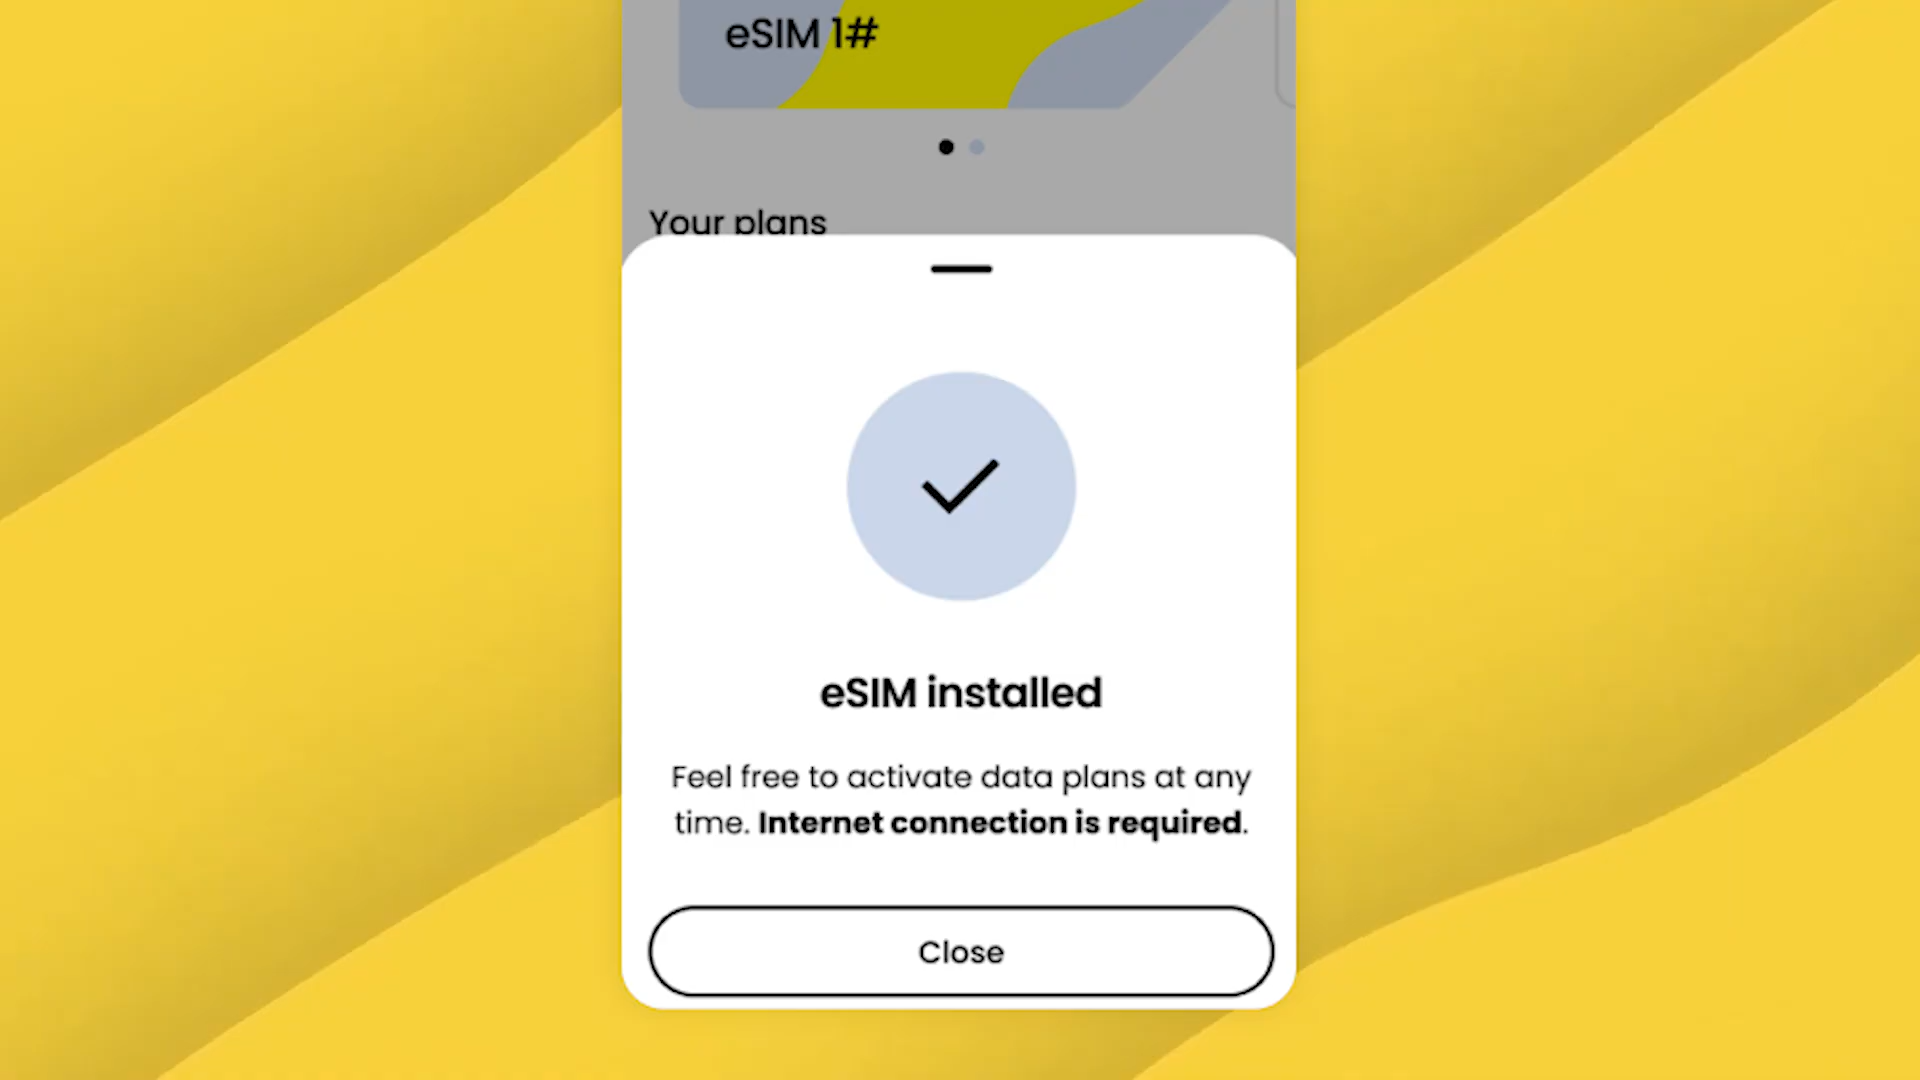 eSIM 1#
Your plans
eSIM installed
Feel free to activate data plans at any
time. Internet connection is required.
Close